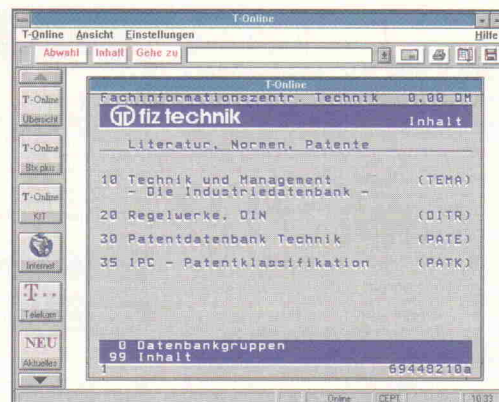 T-Online
T-Online Ansicht Einstellungen Hilfe
Abwahl Inhalt Gehe zu
T-Online
Übersicht
T-Online
Btx plus
T-Online
KIT
Internet
T
Telekom
NEU
Aktuelles
T-Online
Fachinformationszentr. Technik 0,00 DM
fiz technik Inhalt
Literatur, Normen, Patente
10 Technik und Management (TEMA)
- Die Industriedatenbank -
20 Regelwerke, DIN (DITR)
30 Patentdatenbank Technik (PATE)
35 IPC - Patentklassifikation (PATK)
0 Datenbankgruppen
99 Inhalt
1 69448210a
Online CEPT 10:33